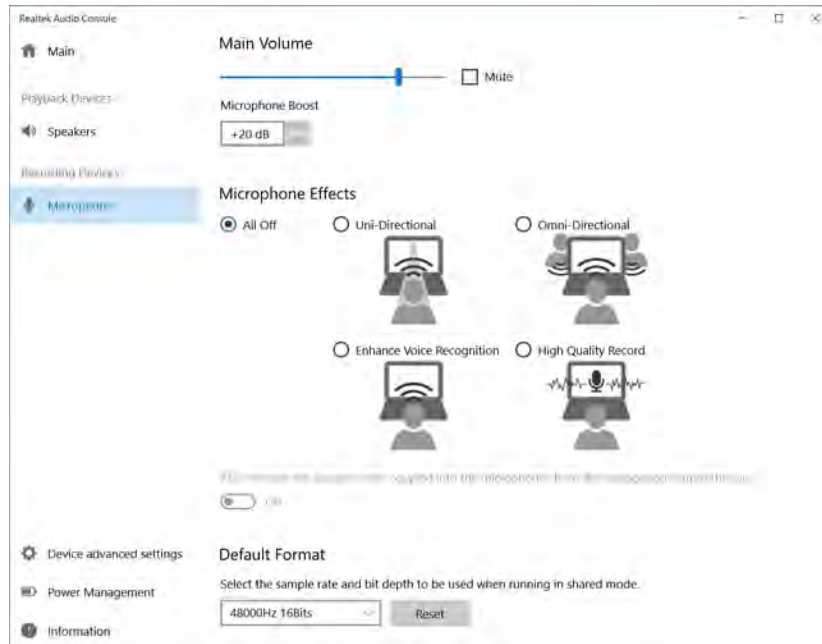 Realtek Audio Console
Main
Playback Devices
Speakers
Recording Devices
Microphone
Device advanced settings
Power Management
Information
Main Volume
Mute
Microphone Boost
+20 dB
Microphone Effects
All Off
Uni-Directional
Omni-Directional
Enhance Voice Recognition
High Quality Record
Default Format
Select the sample rate and bit depth to be used when running in shared mode.
48000Hz 16Bits
Reset